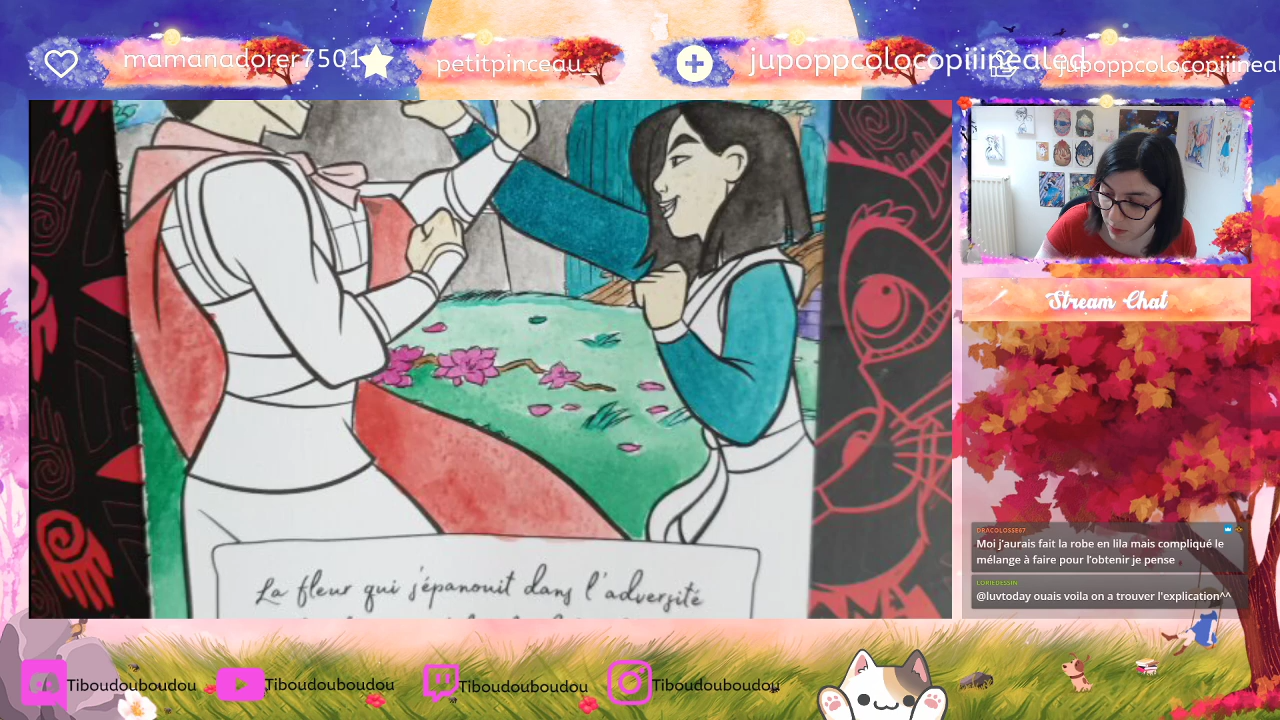 mamanadorer7501
petitpinceau
jupoppcolocopiiinealed
jupoppcolocopiiineal
Stream Chat
DRACOLOSSE67
Moi j'aurais fait la robe en lila mais compliqué le
mélange à faire pour l'obtenir je pense
LORIEDESSIN
@luvtoday ouais voila on a trouver l'explication^^
La fleur qui s'épanouit dans l'adversité
Tiboudouboudou
Tiboudouboudou
Tiboudouboudou
Tiboudouboudou